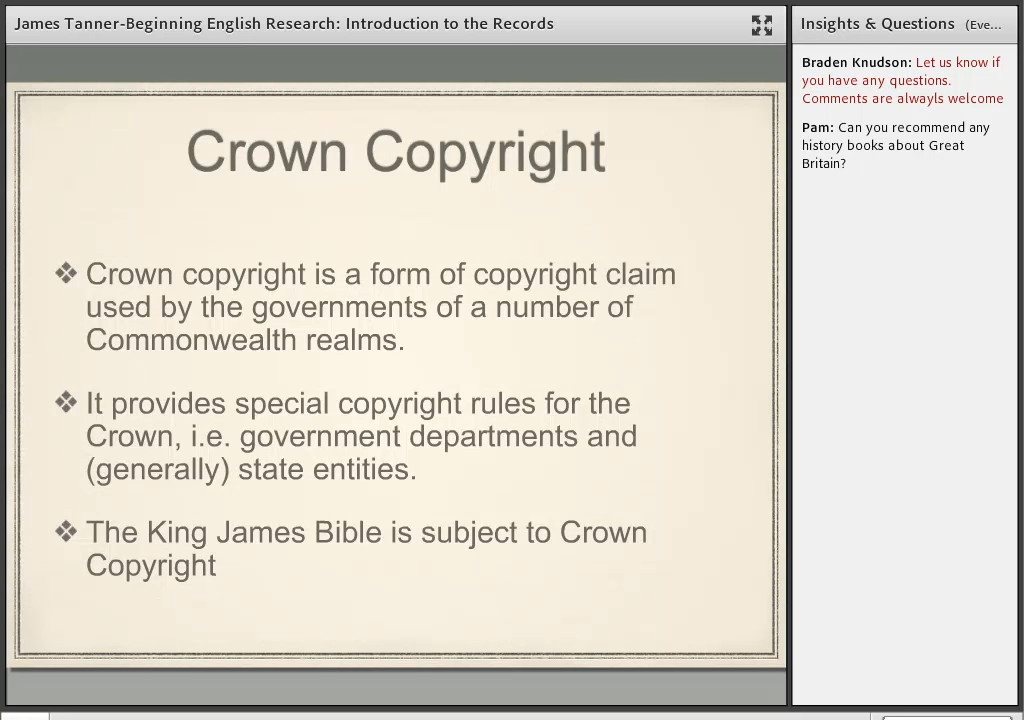 James Tanner-Beginning English Research: Introduction to the Records
Crown Copyright
❖ Crown copyright is a form of copyright claim
used by the governments of a number of
Commonwealth realms.
❖ It provides special copyright rules for the
Crown, i.e. government departments and
(generally) state entities.
❖ The King James Bible is subject to Crown
Copyright
Insights & Questions (Eve...
Braden Knudson: Let us know if
you have any questions.
Comments are alwayls welcome
Pam: Can you recommend any
history books about Great
Britain?